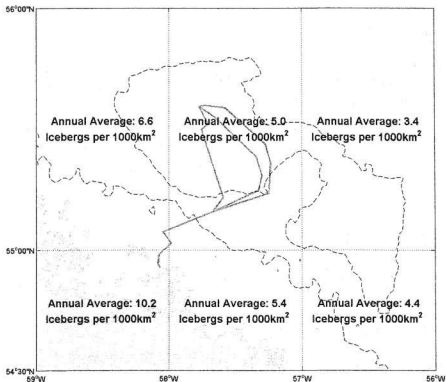 56°00"N
Annual Average: 6.6
Icebergs per 1000km²
Annual Average: 5.0
Icebergs per 1000km²
Annual Average: 3.4
Icebergs per 1000km²
55°00"N
Annual Average: 10.2
Icebergs per 1000km²
Annual Average: 5.4
Icebergs per 1000km²
Annual Average: 4.4
Icebergs per 1000km²
54°30"N
59°W
58°W
57°W
56°W